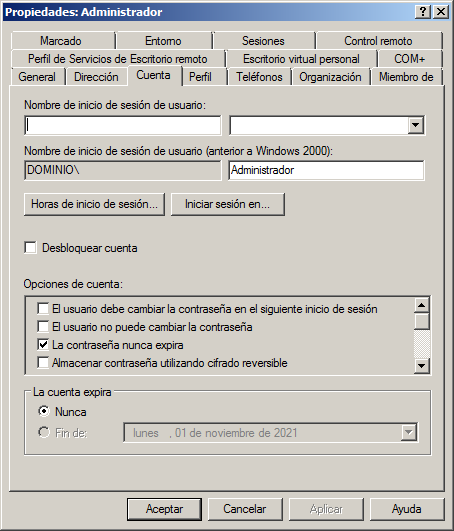 Propiedades: Administrador
Marcado Entorno Sesiones Control remoto
Perfil de Servicios de Escritorio remoto Escritorio virtual personal COM+
General Dirección Cuenta Perfil Teléfonos Organización Miembro de
Nombre de inicio de sesión de usuario:
Nombre de inicio de sesión de usuario (anterior a Windows 2000):
DOMINIO\ Administrador
Horas de inicio de sesión... Iniciar sesión en...
Desbloquear cuenta
Opciones de cuenta:
El usuario debe cambiar la contraseña en el siguiente inicio de sesión
El usuario no puede cambiar la contraseña
La contraseña nunca expira
Almacenar contraseña utilizando cifrado reversible
La cuenta expira
Nunca
Fin de: lunes , 01 de noviembre de 2021
Aceptar Cancelar Aplicar Ayuda